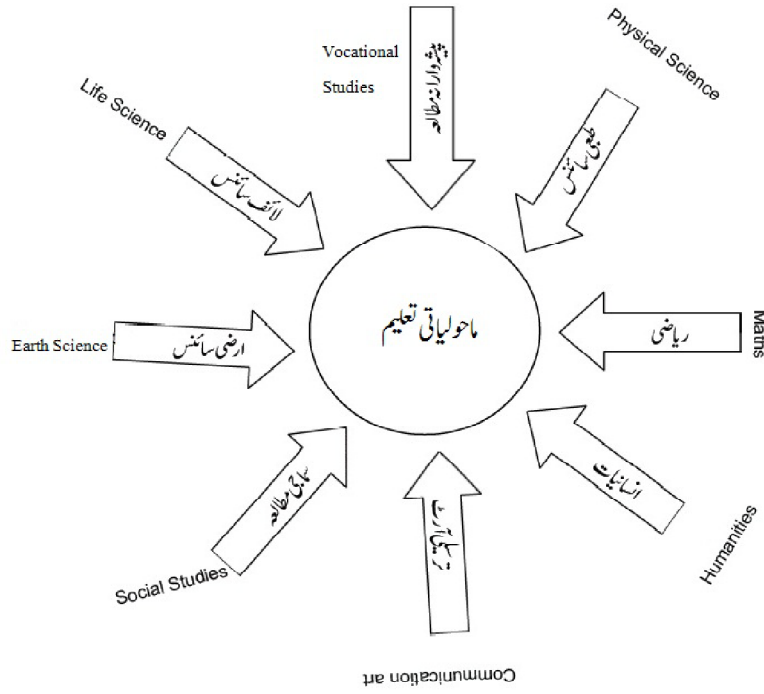 Vocational
Studies
پیشہ وارانہ مطالعہ
Physical Science
طبعی سائنس
Life Science
لائف سائنس
ماحولیاتی تعلیم
Maths
ریاضی
Earth Science
ارضی سائنس
Humanities
انسانیات
Social Studies
سماجی مطالعہ
ترسیلی آرٹ
Communication art